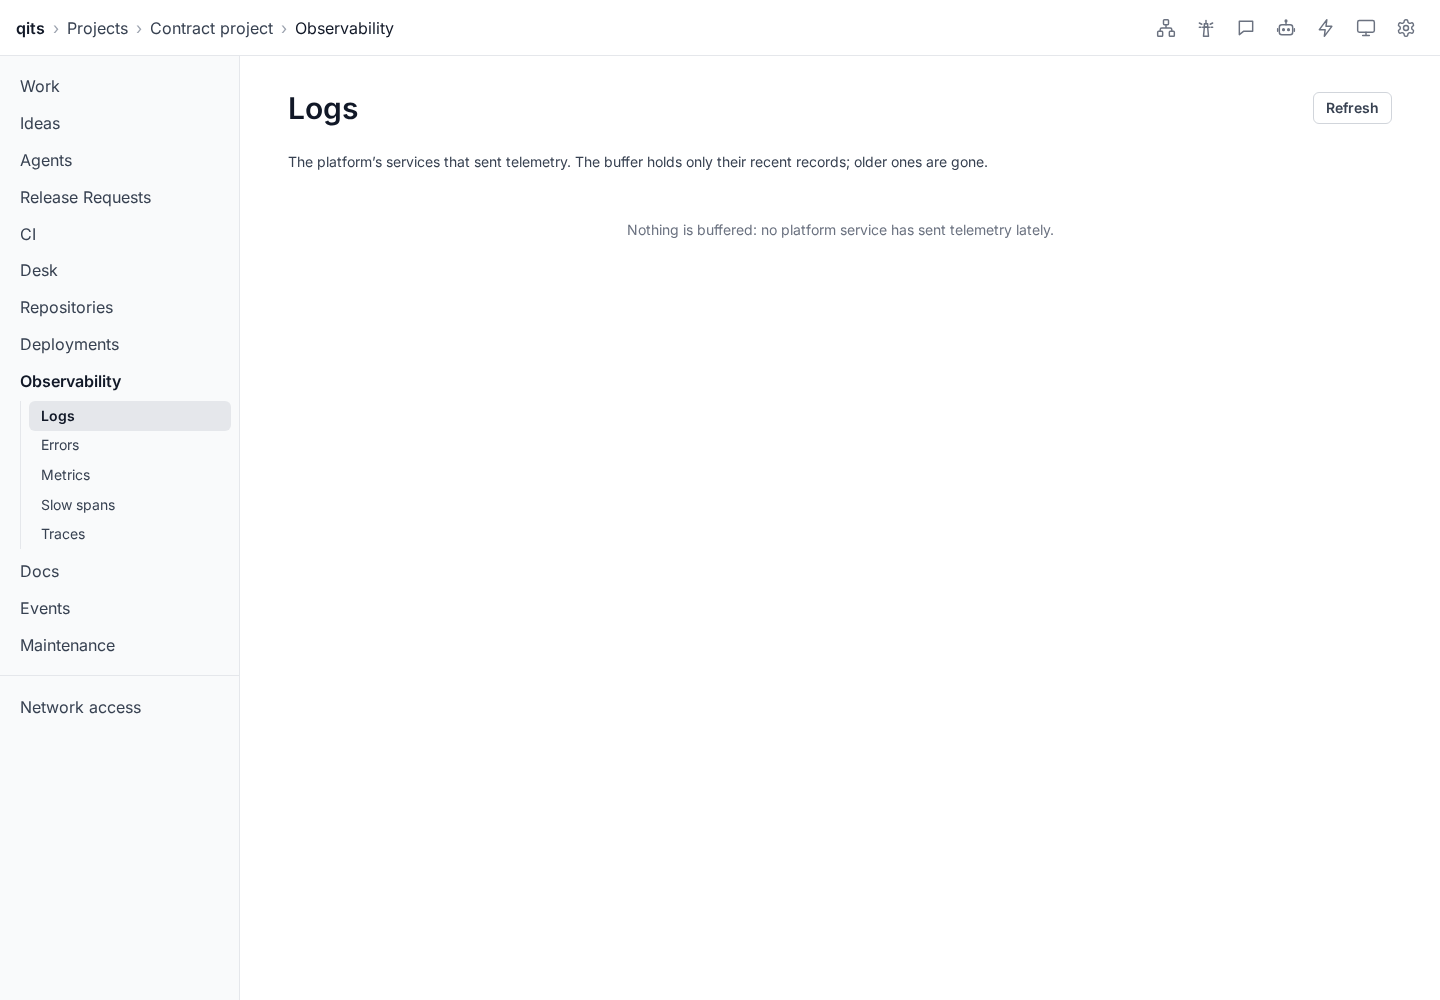 qits › Projects › Contract project › Observability
Work
Ideas
Agents
Release Requests
CI
Desk
Repositories
Deployments
Observability
Logs
Errors
Metrics
Slow spans
Traces
Docs
Events
Maintenance
Network access
Logs
Refresh
The platform’s services that sent telemetry. The buffer holds only their recent records; older ones are gone.
Nothing is buffered: no platform service has sent telemetry lately.